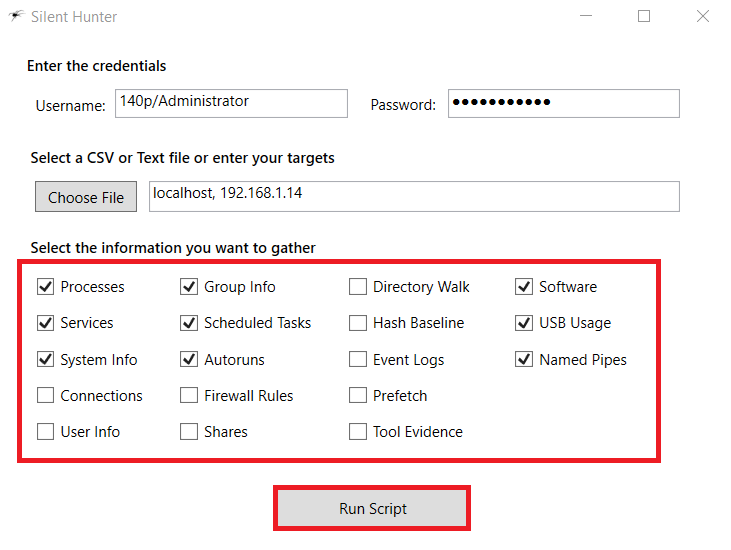 Silent Hunter
Enter the credentials
Username: 140p/Administrator Password: ●●●●●●●●●●●
Select a CSV or Text file or enter your targets
Choose File localhost, 192.168.1.14
Select the information you want to gather
Processes Group Info Directory Walk Software
Services Scheduled Tasks Hash Baseline USB Usage
System Info Autoruns Event Logs Named Pipes
Connections Firewall Rules Prefetch
User Info Shares Tool Evidence
Run Script